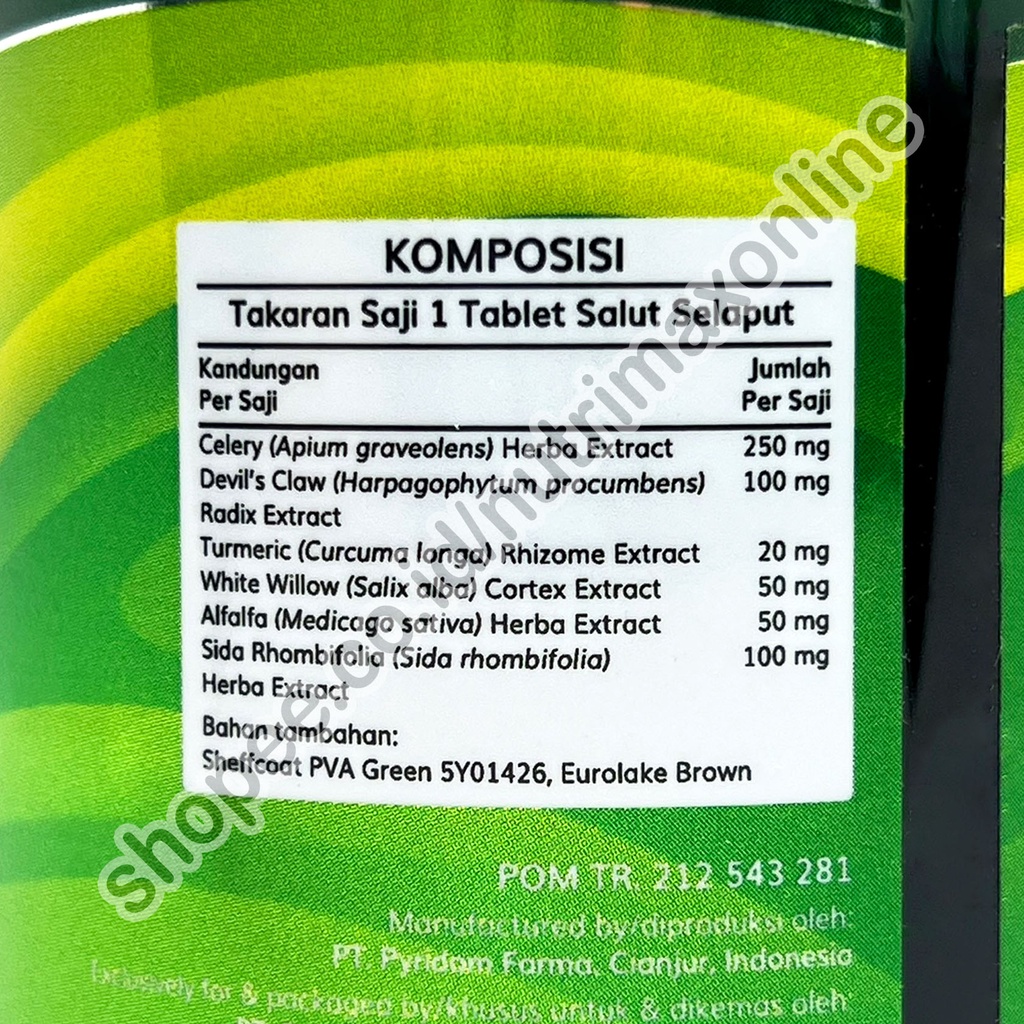 KOMPOSISI
Takaran Saji 1 Tablet Salut Selaput
Kandungan Jumlah
Per Saji Per Saji
Celery (Apium graveolens) Herba Extract 250 mg
Devil's Claw (Harpagophytum procumbens) 100 mg
Radix Extract
Turmeric (Curcuma longa) Rhizome Extract 20 mg
White Willow (Salix alba) Cortex Extract 50 mg
Alfalfa (Medicago sativa) Herba Extract 50 mg
Sida Rhombifolia (Sida rhombifolia) 100 mg
Herba Extract
Bahan tambahan:
Sheffcoat PVA Green 5Y01426, Eurolake Brown
POM TR. 212 543 281
Manufactured by/diproduksi oleh:
PT. Pyridam Farma, Cianjur, Indonesia
Exclusively for & packaged by/khusus untuk & dikemas oleh:
PT
shopee.co.id/nutrimaxonline